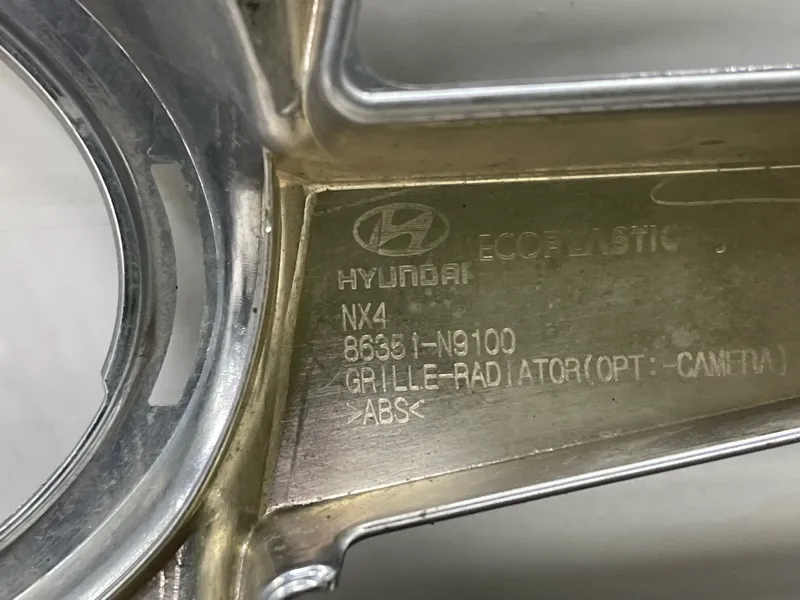 ECOPLASTIC
HYUNDAI
NX4
86351-N9100
GRILLE-RADIATOR(OPT:-CAMERA)
>ABS<